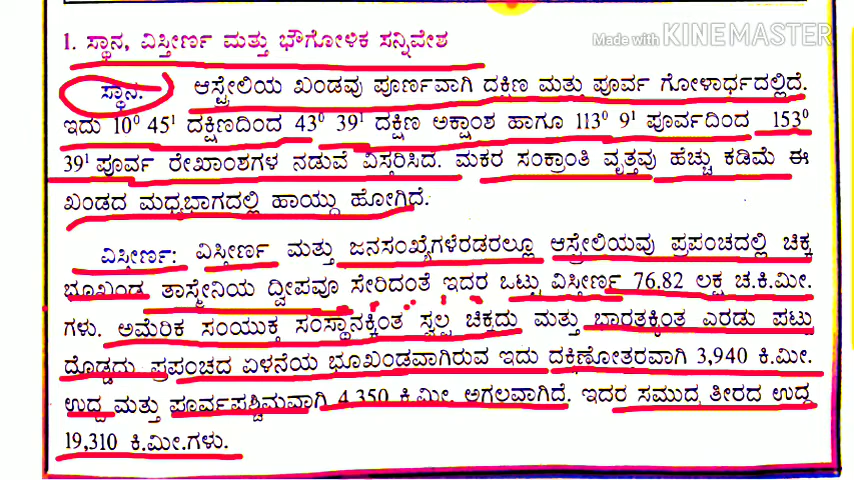 Made with KINEMASTER
1. ಸ್ಥಾನ, ವಿಸ್ತೀರ್ಣ ಮತ್ತು ಭೌಗೋಳಿಕ ಸನ್ನಿವೇಶ
ಸ್ಥಾನ: ಆಸ್ಟ್ರೇಲಿಯ ಖಂಡವು ಪೂರ್ಣವಾಗಿ ದಕ್ಷಿಣ ಮತ್ತು ಪೂರ್ವ ಗೋಳಾರ್ಧದಲ್ಲಿದೆ.
ಇದು 10⁰ 45¹ ದಕ್ಷಿಣದಿಂದ 43⁰ 39¹ ದಕ್ಷಿಣ ಅಕ್ಷಾಂಶ ಹಾಗೂ 113⁰ 9¹ ಪೂರ್ವದಿಂದ 153⁰
39¹ ಪೂರ್ವ ರೇಖಾಂಶಗಳ ನಡುವೆ ವಿಸ್ತರಿಸಿದೆ. ಮಕರ ಸಂಕ್ರಾಂತಿ ವೃತ್ತವು ಹೆಚ್ಚು ಕಡಿಮೆ ಈ
ಖಂಡದ ಮಧ್ಯಭಾಗದಲ್ಲಿ ಹಾಯ್ದು ಹೋಗಿದೆ.
ವಿಸ್ತೀರ್ಣ: ವಿಸ್ತೀರ್ಣ ಮತ್ತು ಜನಸಂಖ್ಯೆಗಳೆರಡರಲ್ಲೂ ಆಸ್ಟ್ರೇಲಿಯವು ಪ್ರಪಂಚದಲ್ಲಿ ಚಿಕ್ಕ
ಭೂಖಂಡ ತಾಸ್ಮೇನಿಯ ದ್ವೀಪವೂ ಸೇರಿದಂತೆ ಇದರ ಒಟ್ಟು ವಿಸ್ತೀರ್ಣ 76.82 ಲಕ್ಷ ಚ.ಕಿ.ಮೀ.
ಗಳು. ಅಮೆರಿಕ ಸಂಯುಕ್ತ ಸಂಸ್ಥಾನಕ್ಕಿಂತ ಸ್ವಲ್ಪ ಚಿಕ್ಕದು ಮತ್ತು ಭಾರತಕ್ಕಿಂತ ಎರಡು ಪಟ್ಟು
ದೊಡ್ಡದು ಪ್ರಪಂಚದ ಏಳನೆಯ ಭೂಖಂಡವಾಗಿರುವ ಇದು ದಕ್ಷಿಣೋತ್ತರವಾಗಿ 3,940 ಕಿ.ಮೀ.
ಉದ್ದ ಮತ್ತು ಪೂರ್ವಪಶ್ಚಿಮವಾಗಿ 4,350 ಕಿ.ಮೀ. ಅಗಲವಾಗಿದೆ. ಇದರ ಸಮುದ್ರ ತೀರದ ಉದ್ದ
19,310 ಕಿ.ಮೀ.ಗಳು.